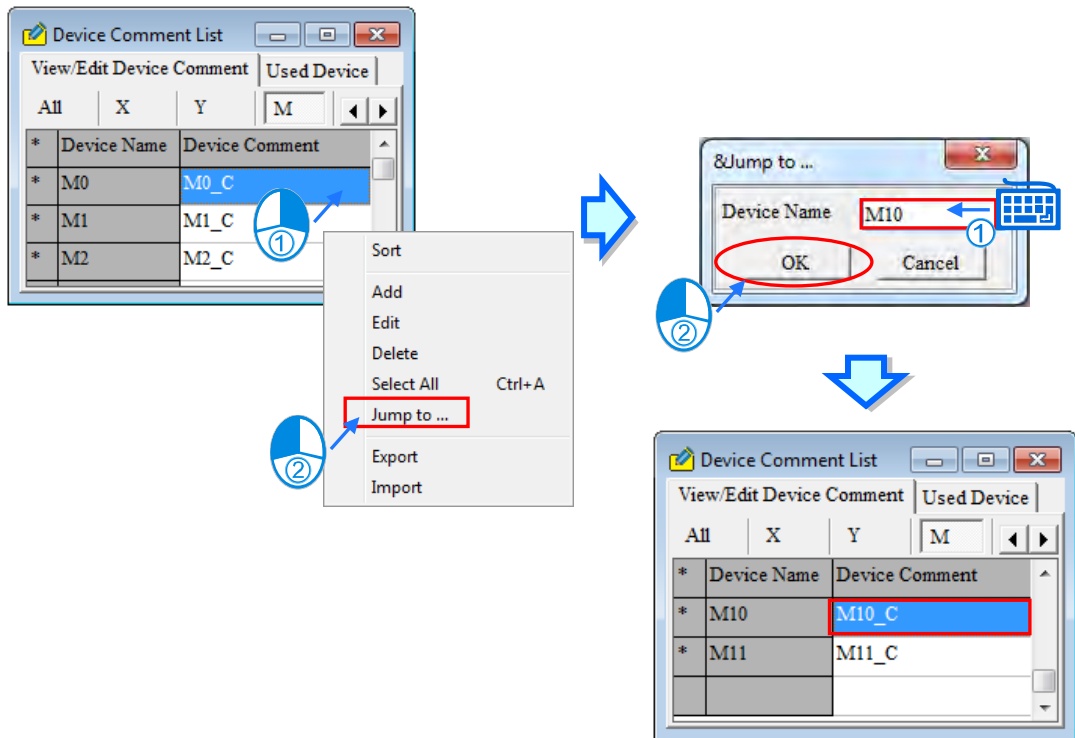 Device Comment List
View/Edit Device Comment Used Device
All X Y M
* Device Name Device Comment
* M0 M0_C
* M1 M1_C
* M2 M2_C
①
Sort
Add
Edit
Delete
Select All Ctrl+A
Jump to ...
②
Export
Import
&Jump to ...
Device Name M10
①
OK Cancel
②
Device Comment List
View/Edit Device Comment Used Device
All X Y M
* Device Name Device Comment
* M10 M10_C
* M11 M11_C